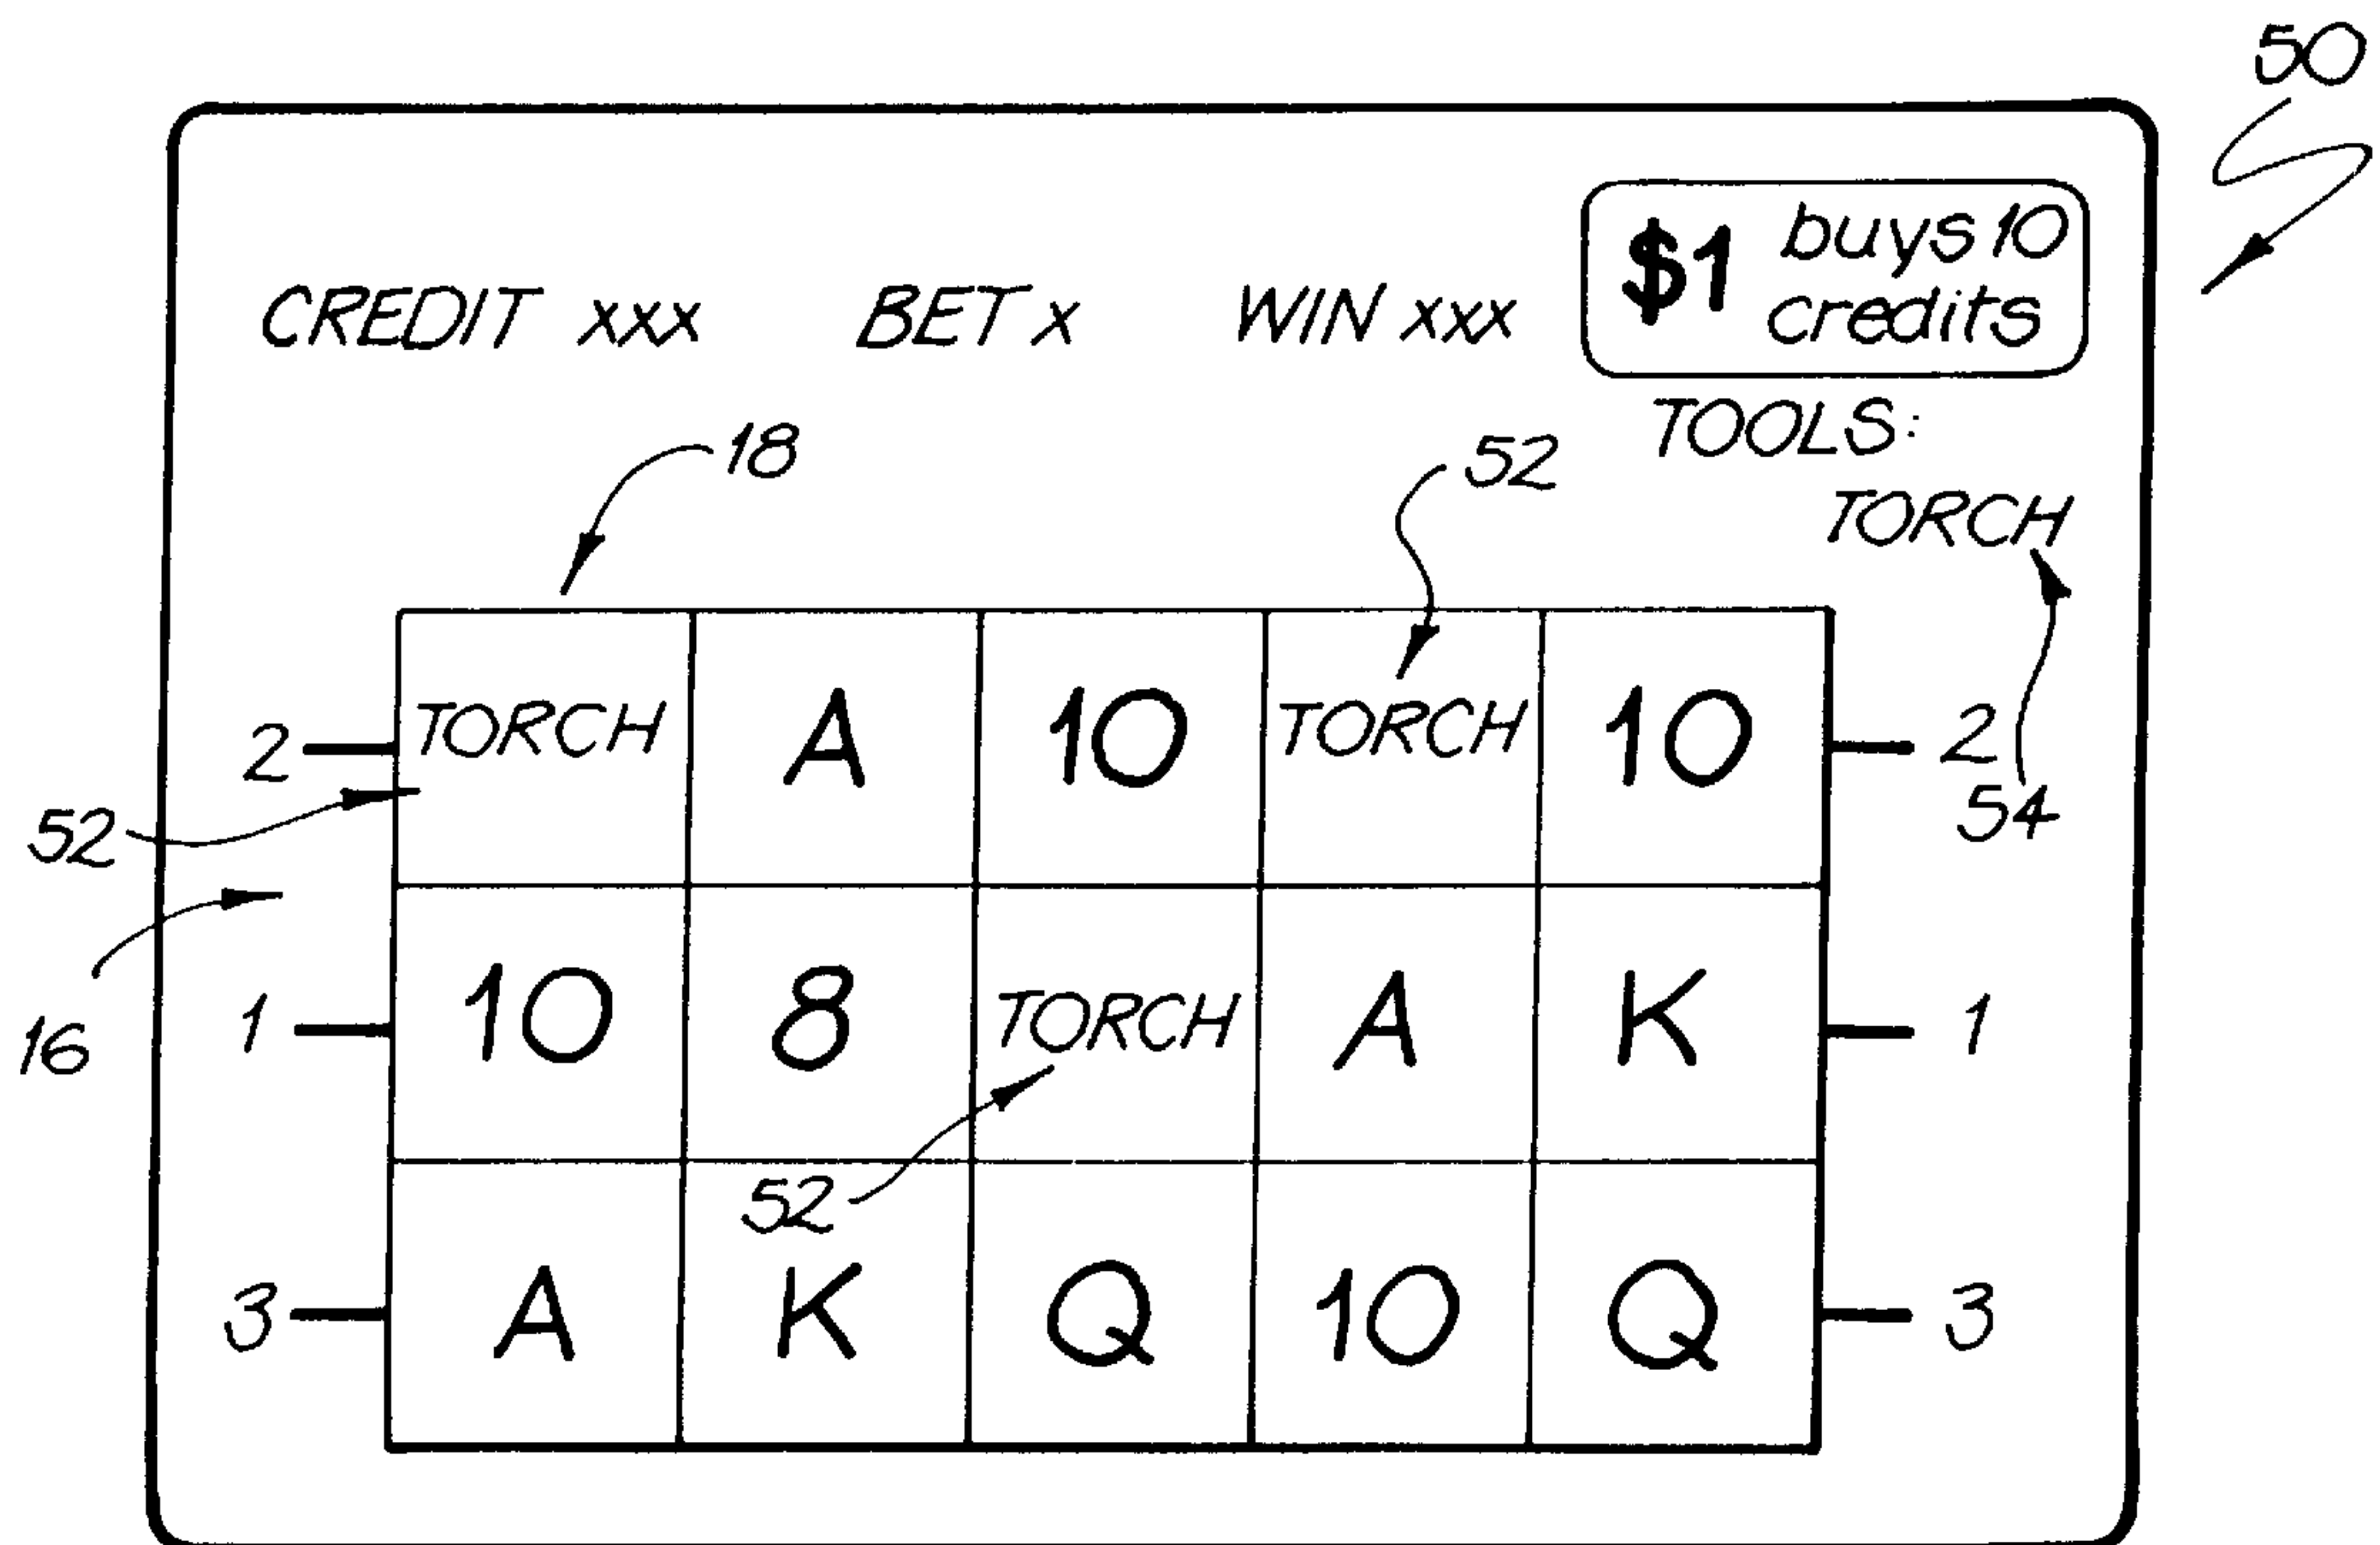 50
$1 buys 10
credits
CREDIT xxx BET x WIN xxx
TOOLS:
18 52
TORCH
2 TORCH A 10 TORCH 10 2
52 54
16 1 10 8 TORCH A K 1
52
3 A K Q 10 Q 3